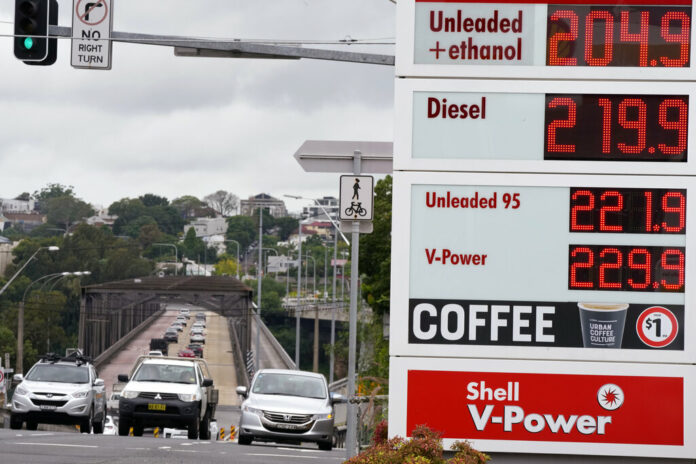 NO
RIGHT
TURN
Unleaded
+ethanol
204.9
Diesel
219.9
Unleaded 95
221.9
V-Power
229.9
COFFEE
URBAN
COFFEE
CULTURE
$1
Shell
V-Power